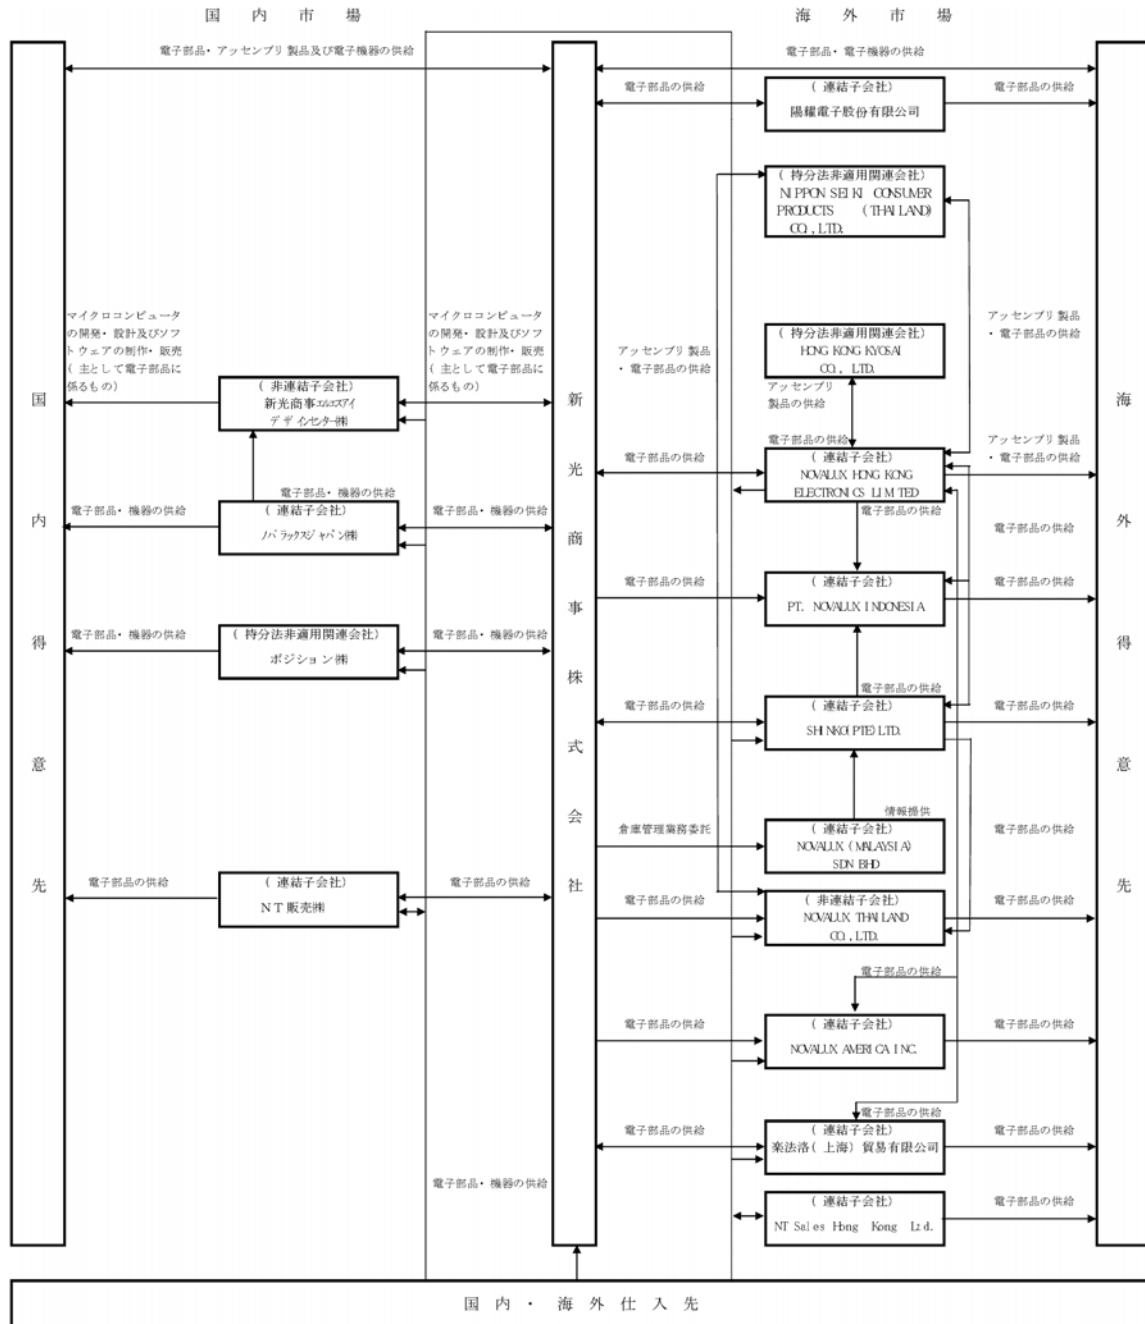 国内市場
海外市場
電子部品・アッセンブリ製品及び電子機器の供給
電子部品・電子機器の供給
電子部品の供給
(連結子会社)
陽耀電子股份有限公司
電子部品の供給
(持分法非適用関連会社)
NIPPON SEIKI CONSUMER
PRODUCTS (THAILAND)
CO., LTD.
マイクロコンピュータ
の開発・設計及びソフ
トウェアの制作・販売
(主として電子部品に
係るもの)
マイクロコンピュータ
の開発・設計及びソフ
トウェアの制作・販売
(主として電子部品に
係るもの)
アッセンブリ製品
・電子部品の供給
(持分法非適用関連会社)
HONG KONG KYOSAI
CO., LTD.
アッセンブリ製品
・電子部品の供給
(非連結子会社)
新光商事エルエスアイ
デザインセンター㈱
アッセンブリ
製品の供給
電子部品の供給
電子部品の供給
(連結子会社)
NOVALUX HONG KONG
ELECTRONICS LIMITED
アッセンブリ製品
・電子部品の供給
電子部品・機器の供給
電子部品・機器の供給
(連結子会社)
ノバラックスジャパン㈱
電子部品・機器の供給
電子部品の供給
電子部品の供給
電子部品の供給
(連結子会社)
PT. NOVALUX INDONESIA
電子部品・機器の供給
(持分法非適用関連会社)
ポジション㈱
電子部品・機器の供給
電子部品の供給
電子部品の供給
(連結子会社)
SHINKO(PTE)LTD.
電子部品の供給
情報提供
倉庫管理業務委託
(連結子会社)
NOVALUX (MALAYSIA)
SDN BHD
電子部品の供給
電子部品の供給
(連結子会社)
NT販売㈱
電子部品の供給
電子部品の供給
(非連結子会社)
NOVALUX THAILAND
CO., LTD.
電子部品の供給
電子部品の供給
電子部品の供給
(連結子会社)
NOVALUX AMERICA INC.
電子部品の供給
電子部品の供給
電子部品の供給
(連結子会社)
楽法洛(上海)貿易有限公司
電子部品の供給
電子部品・機器の供給
(連結子会社)
NT Sales Hong Kong Ltd.
電子部品の供給
国内得意先
新光商事株式会社
海外得意先
国内・海外仕入先